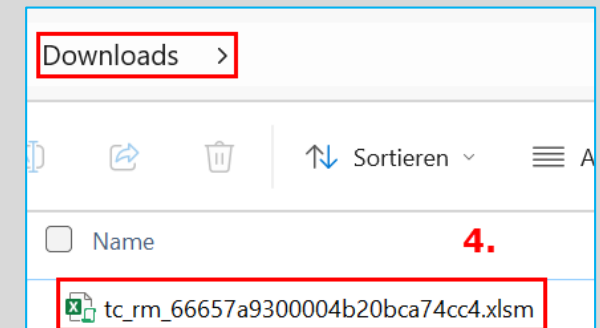 Downloads >
Sortieren A
Name 4.
tc_rm_66657a9300004b20bca74cc4.xlsm